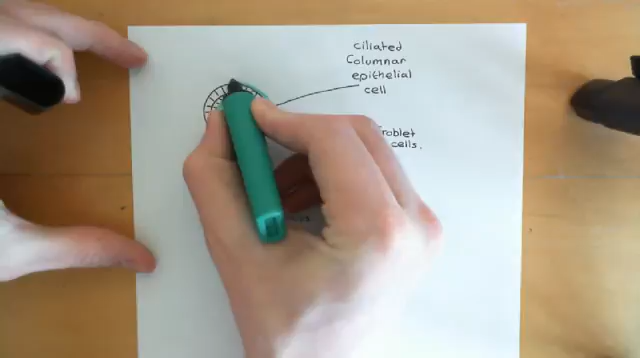 ciliated
Columnar
epithelial
cell
cells.